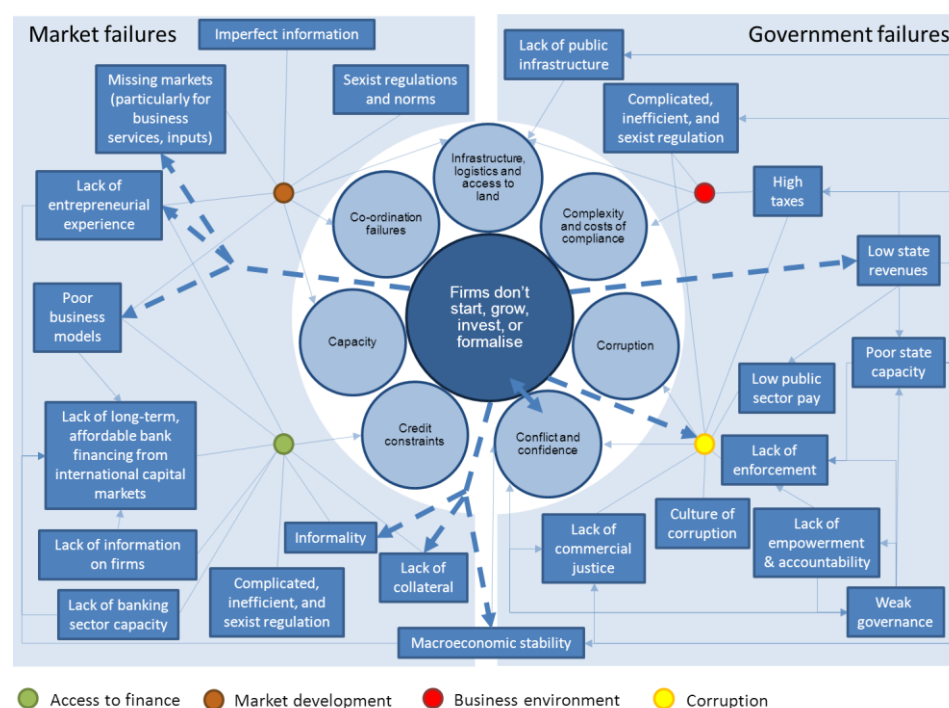 Market failures
Government failures
Imperfect information
Lack of public
infrastructure
Missing markets
(particularly for
business
services, inputs)
Sexist regulations
and norms
Complicated,
inefficient, and
sexist regulation
Lack of
entrepreneurial
experience
High
taxes
Infrastructure,
logistics and
access to
land
Co-ordination
failures
Complexity
and costs of
compliance
Low state
revenues
Firms don't
start, grow,
invest, or
formalise
Poor
business
models
Capacity
Corruption
Poor state
capacity
Low public
sector pay
Lack of long-term,
affordable bank
financing from
international capital
markets
Credit
constraints
Conflict and
confidence
Lack of
enforcement
Informality
Lack of
commercial
justice
Culture of
corruption
Lack of
empowerment
& accountability
Lack of information
on firms
Lack of
collateral
Complicated,
inefficient, and
sexist regulation
Lack of banking
sector capacity
Weak
governance
Macroeconomic stability
Access to finance
Market development
Business environment
Corruption